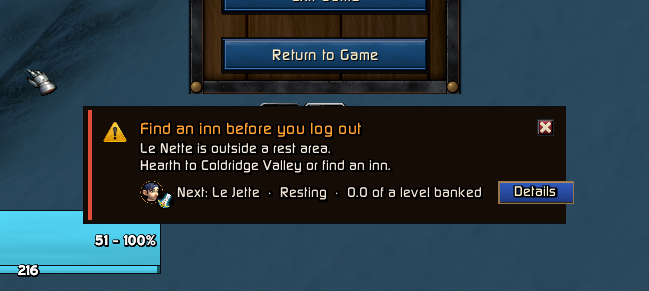 Return to Game
Find an inn before you log out
Le Nette is outside a rest area.
Hearth to Coldridge Valley or find an inn.
Next: Le Jette · Resting · 0.0 of a level banked
Details
51 - 100%
216